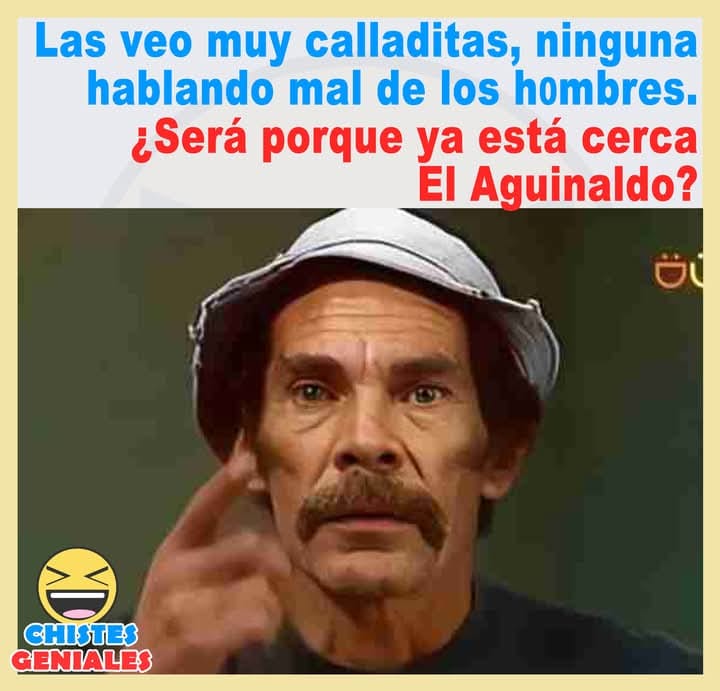 Las veo muy calladitas, ninguna
hablando mal de los h0mbres.
¿Será porque ya está cerca
El Aguinaldo?
CHISTES
GENIALES